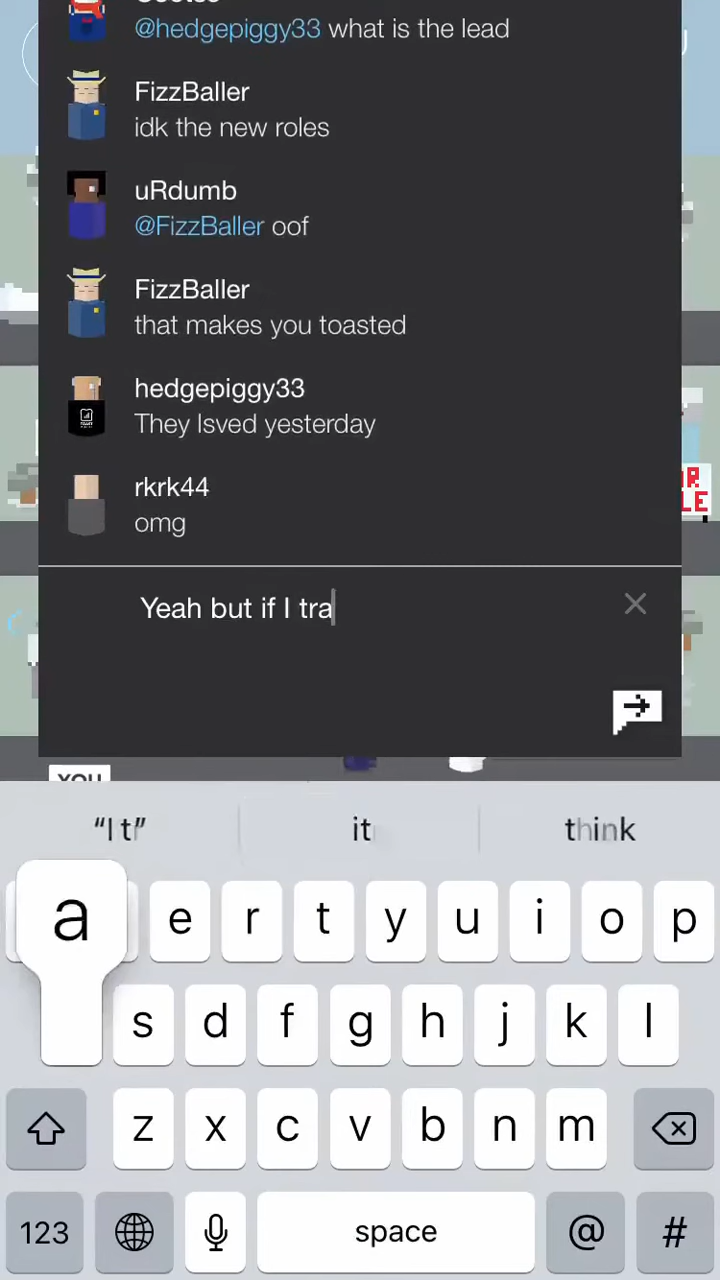 @hedgepiggy33 what is the lead
FizzBaller
idk the new roles
uRdumb
@FizzBaller oof
FizzBaller
that makes you toasted
hedgepiggy33
They lsved yesterday
rkrk44
omg
Yeah but if I tra
YOU
“I t” it think
a e r t y u i o p
s d f g h j k l
z x c v b n m
123 space @ #